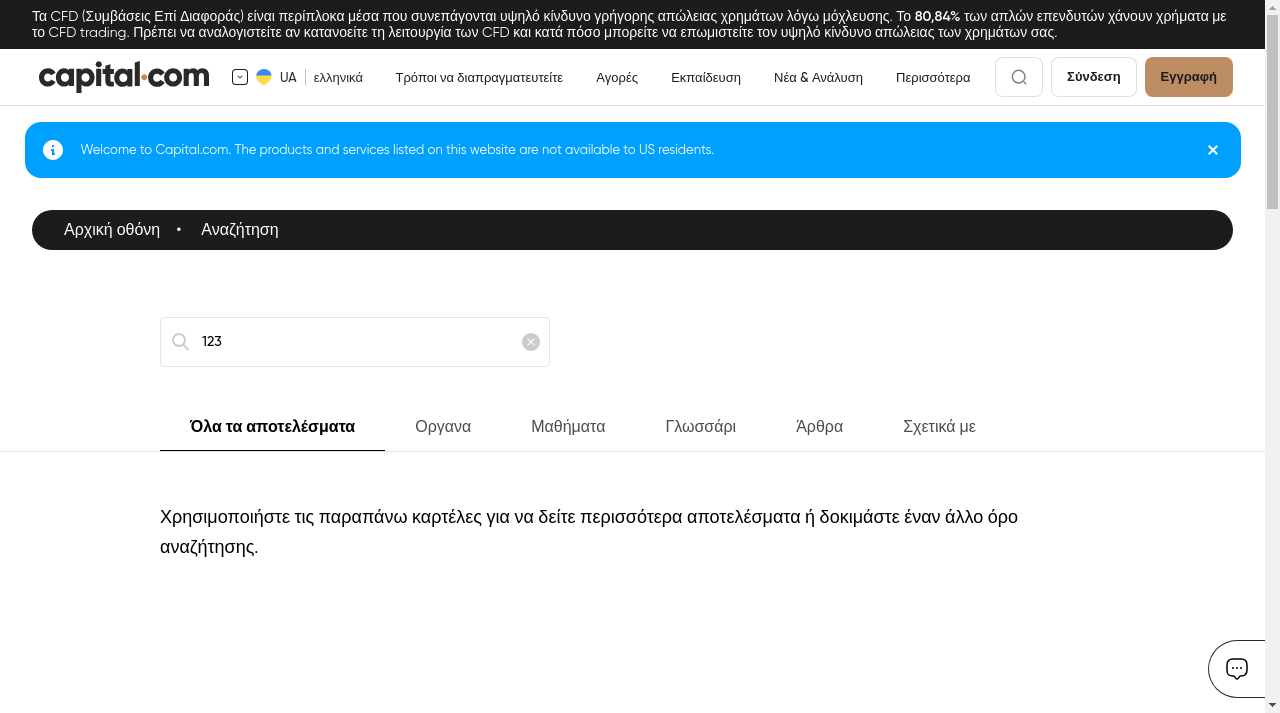 Τα CFD (Συμβάσεις Επί Διαφοράς) είναι περίπλοκα μέσα που συνεπάγονται υψηλό κίνδυνο γρήγορης απώλειας χρημάτων λόγω μόχλευσης. Το 80,84% των απλών επενδυτών χάνουν χρήματα με
το CFD trading. Πρέπει να αναλογιστείτε αν κατανοείτε τη λειτουργία των CFD και κατά πόσο μπορείτε να επωμιστείτε τον υψηλό κίνδυνο απώλειας των χρημάτων σας.
capital.com UA ελληνικά Τρόποι να διαπραγματευτείτε Αγορές Εκπαίδευση Νέα & Ανάλυση Περισσότερα Σύνδεση Εγγραφή
Welcome to Capital.com. The products and services listed on this website are not available to US residents.
Αρχική οθόνη • Αναζήτηση
123
Όλα τα αποτελέσματα Οργανα Μαθήματα Γλωσσάρι Άρθρα Σχετικά με
Χρησιμοποιήστε τις παραπάνω καρτέλες για να δείτε περισσότερα αποτελέσματα ή δοκιμάστε έναν άλλο όρο
αναζήτησης.